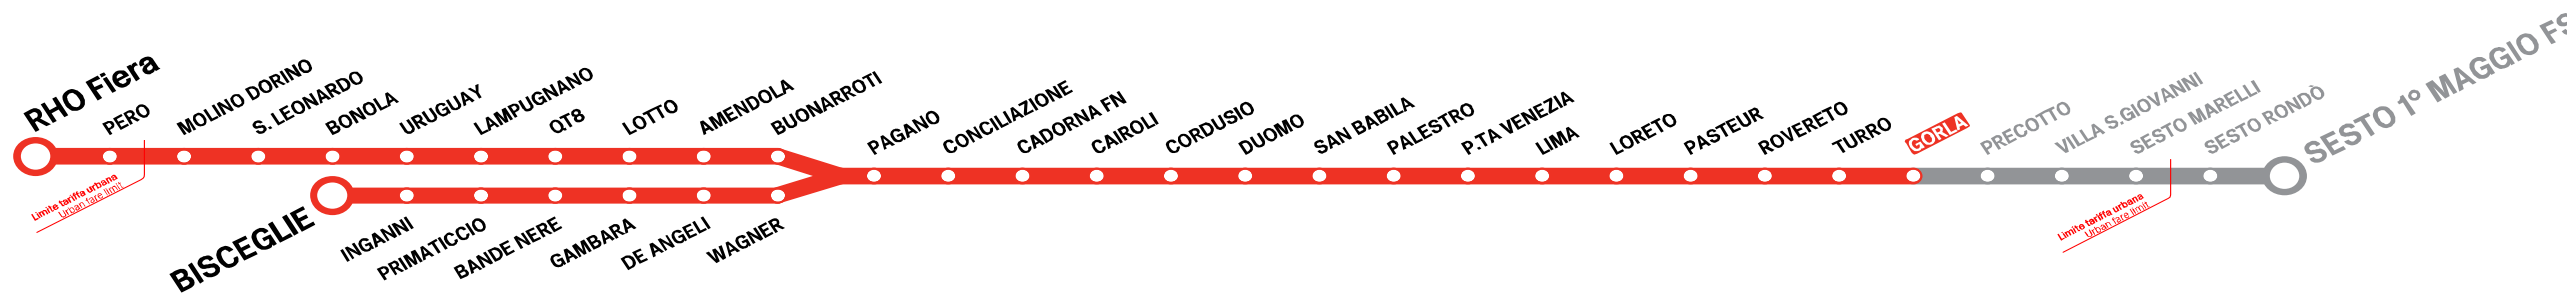 RHO Fiera
PERO
MOLINO DORINO
S. LEONARDO
BONOLA
URUGUAY
LAMPUGNANO
QT8
LOTTO
AMENDOLA
BUONARROTI
PAGANO
CONCILIAZIONE
CADORNA FN
CAIROLI
CORDUSIO
DUOMO
SAN BABILA
PALESTRO
P.TA VENEZIA
LIMA
LORETO
PASTEUR
ROVERETO
TURRO
GORLA
PRECOTTO
VILLA S.GIOVANNI
SESTO MARELLI
SESTO RONDÒ
SESTO 1° MAGGIO FS
Limite tariffa urbana
Urban fare limit
BISCEGLIE
INGANNI
PRIMATICCIO
BANDE NERE
GAMBARA
DE ANGELI
WAGNER
Limite tariffa urbana
Urban fare limit